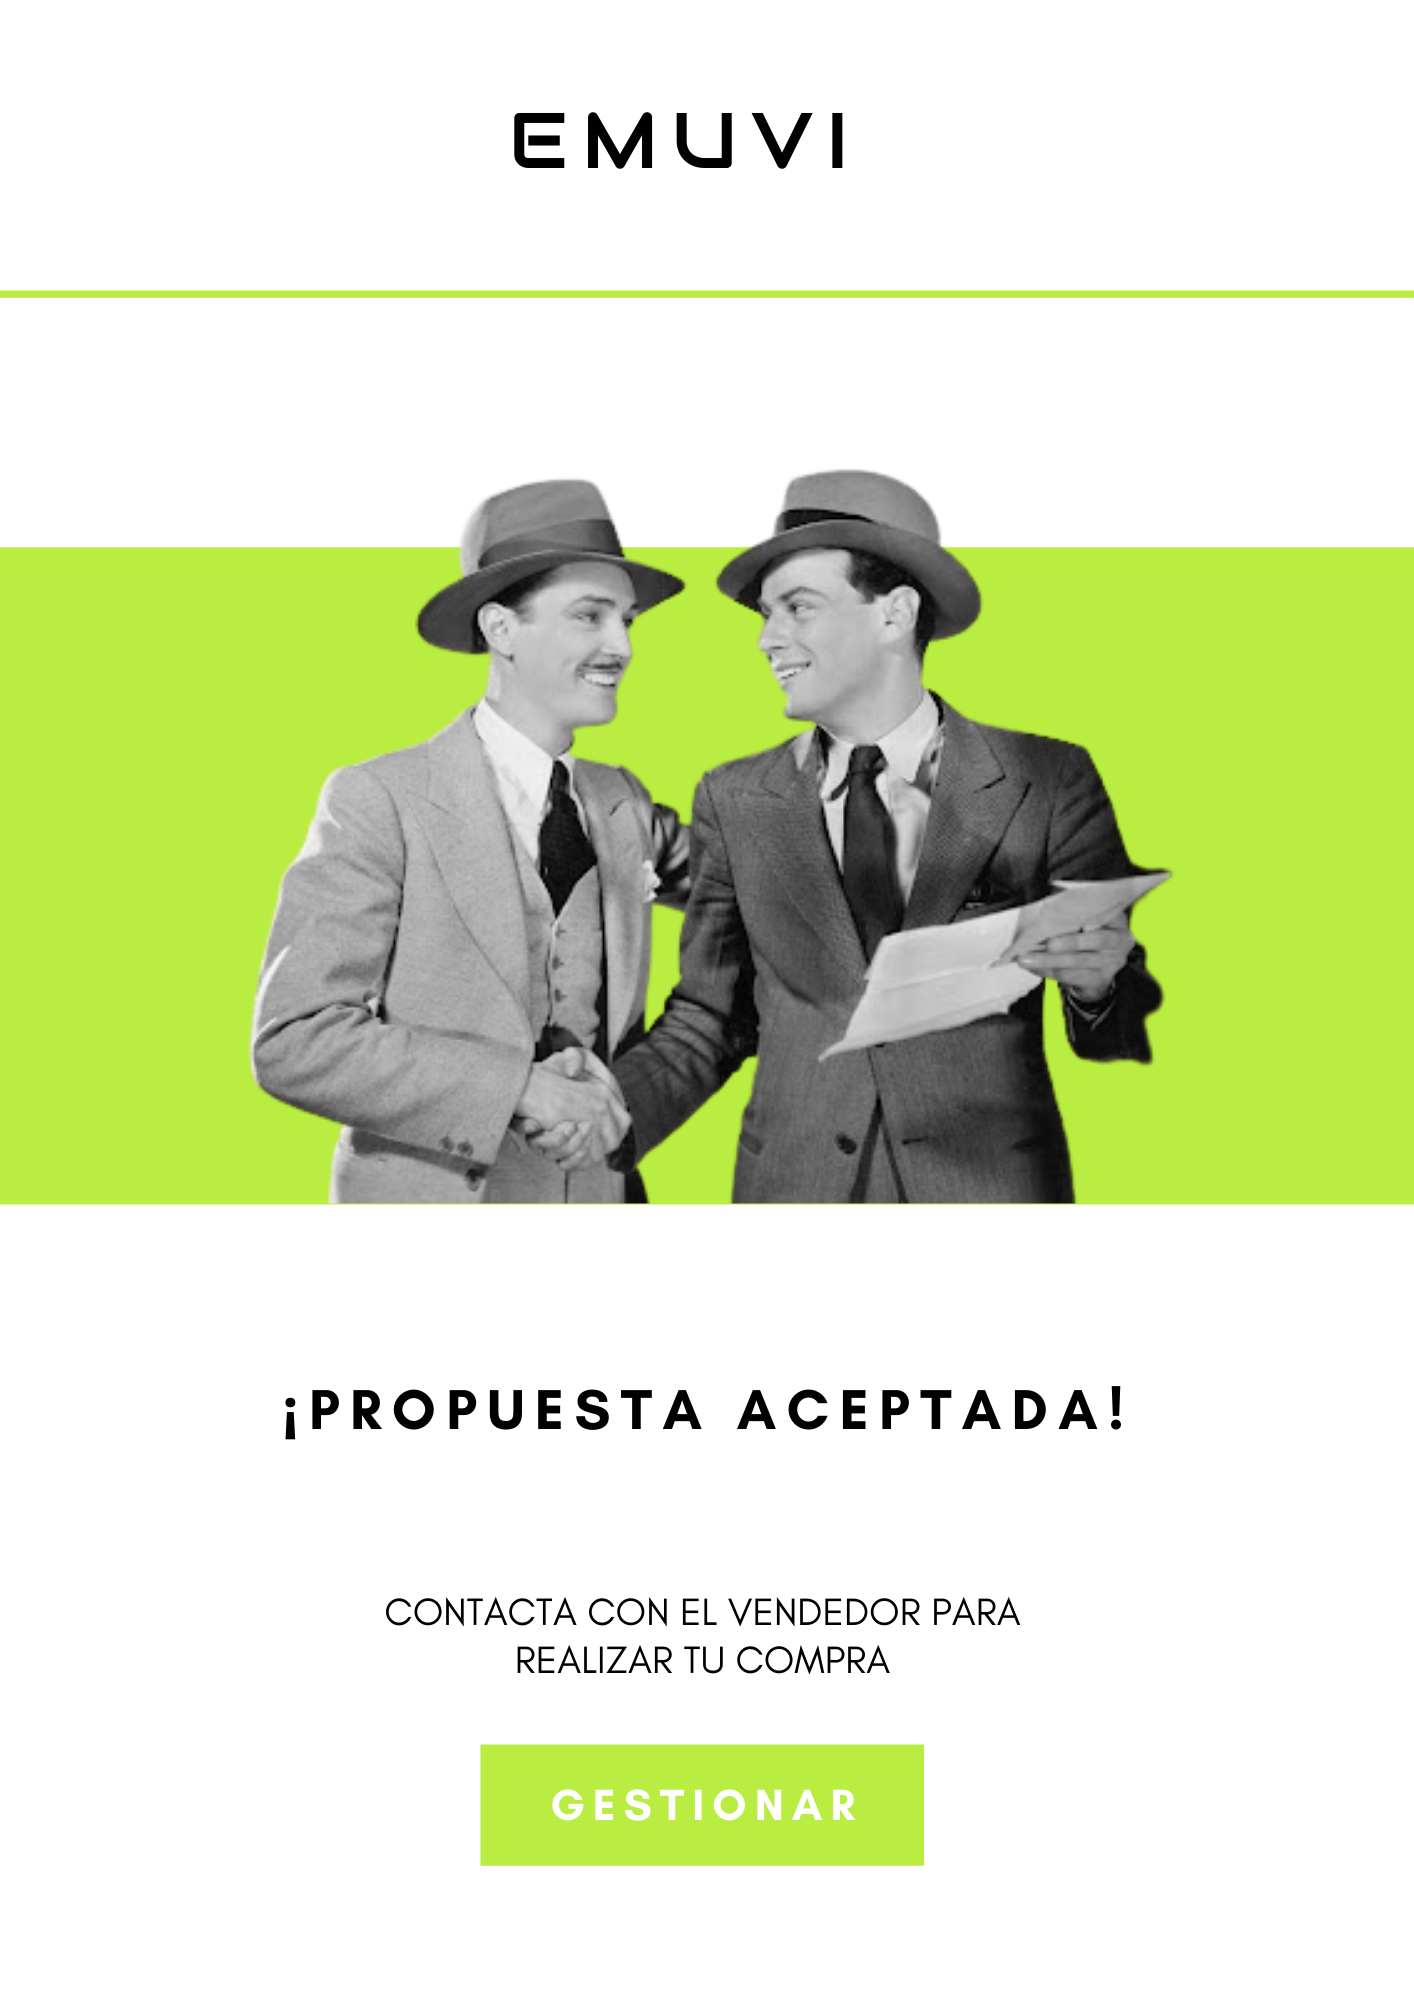 EMUVI
¡PROPUESTA ACEPTADA!
CONTACTA CON EL VENDEDOR PARA
REALIZAR TU COMPRA
GESTIONAR